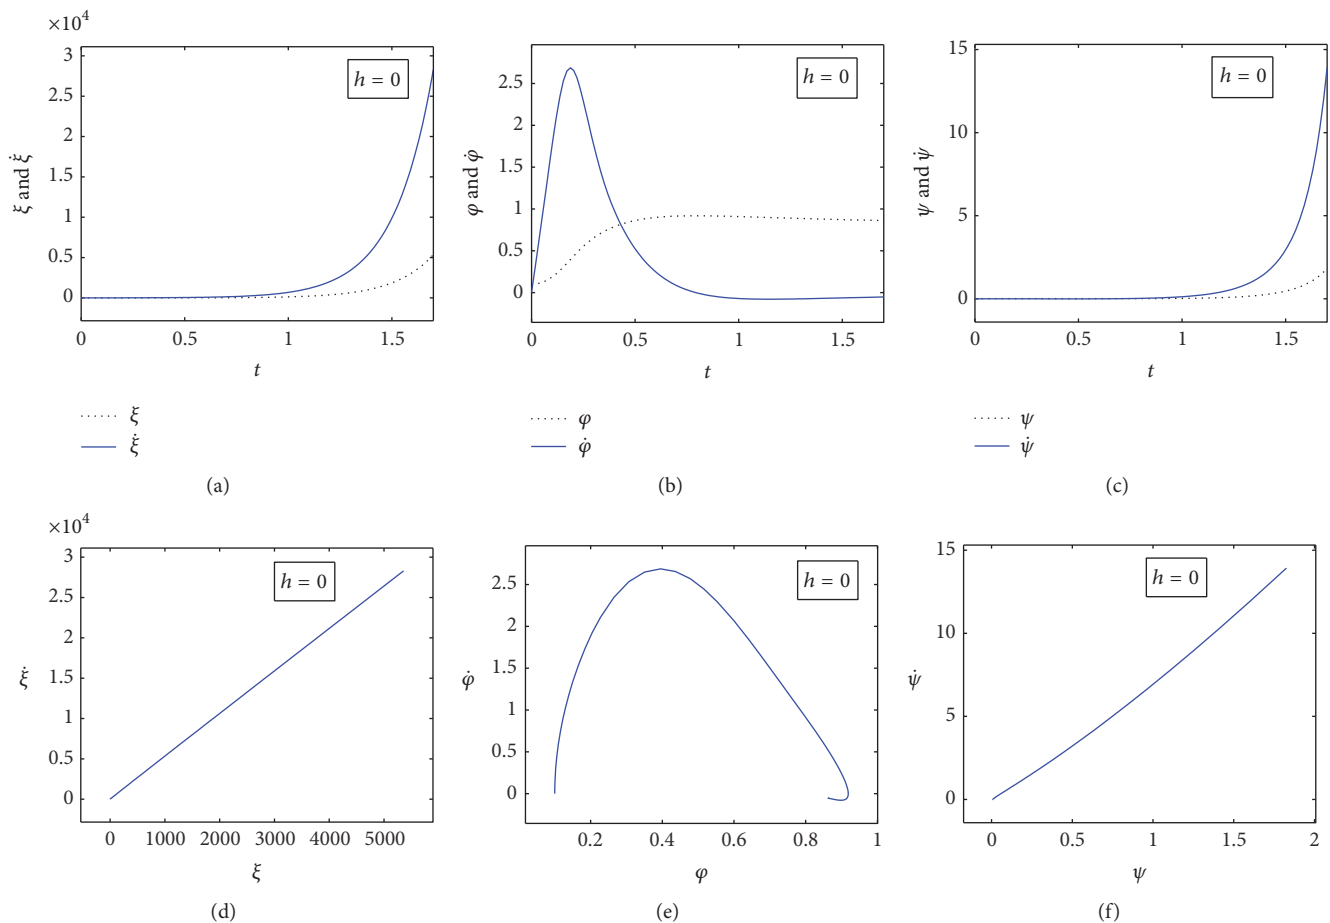 ×10⁴
3
2.5
2
1.5
1
0.5
0
ξ and ξ̇
h = 0
0 0.5 1 1.5
t
ξ
ξ̇
(a)
2.5
2
1.5
1
0.5
0
φ and φ̇
h = 0
0 0.5 1 1.5
t
φ
φ̇
(b)
15
10
5
0
ψ and ψ̇
h = 0
0 0.5 1 1.5
t
ψ
ψ̇
(c)
×10⁴
3
2.5
2
1.5
1
0.5
0
ξ̇
h = 0
0 1000 2000 3000 4000 5000
ξ
(d)
2.5
2
1.5
1
0.5
0
φ̇
h = 0
0.2 0.4 0.6 0.8 1
φ
(e)
15
10
5
0
ψ̇
h = 0
0 0.5 1 1.5 2
ψ
(f)